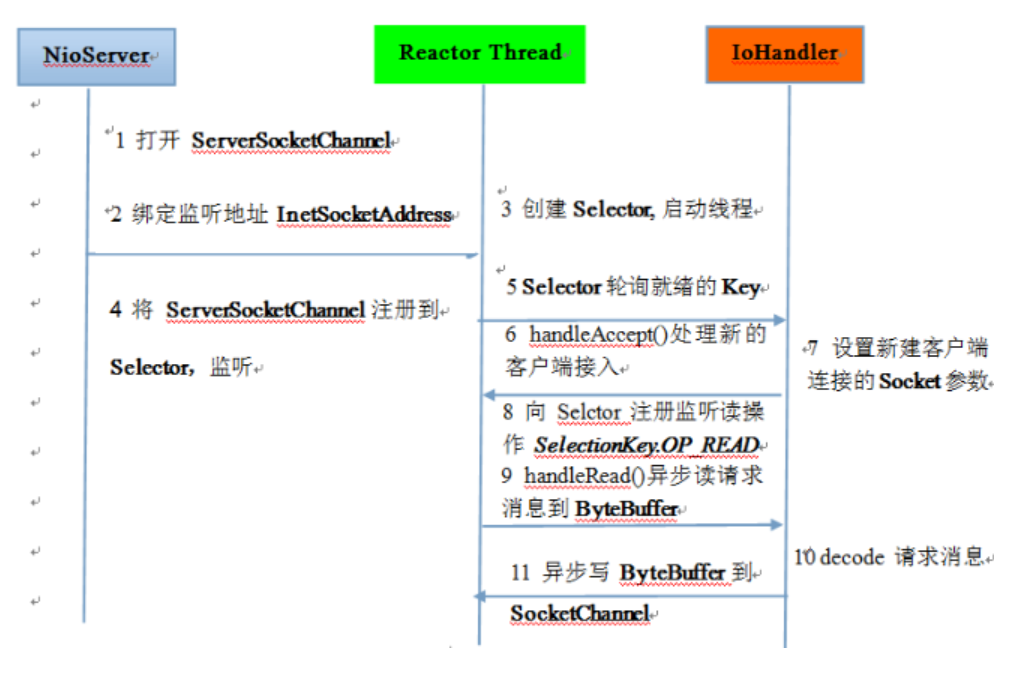 NioServer
Reactor Thread
IoHandler
1 打开 ServerSocketChannel
2 绑定监听地址 InetSocketAddress
3 创建 Selector, 启动线程
4 将 ServerSocketChannel 注册到
Selector，监听
5 Selector 轮询就绪的 Key
6 handleAccept()处理新的
客户端接入
7 设置新建客户端
连接的 Socket 参数
8 向 Selctor 注册监听读操
作 SelectionKey.OP_READ
9 handleRead()异步读请求
消息到 ByteBuffer
10 decode 请求消息
11 异步写 ByteBuffer 到
SocketChannel